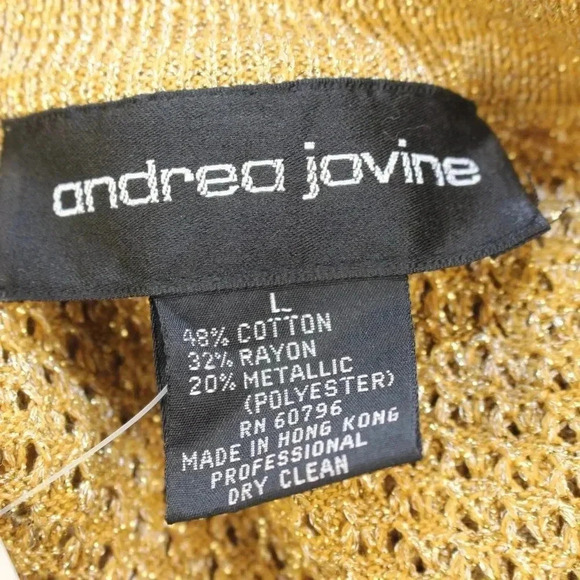 andrea jovine
L
48% COTTON
32% RAYON
20% METALLIC
(POLYESTER)
RN 60796
MADE IN HONG KONG
PROFESSIONAL
DRY CLEAN